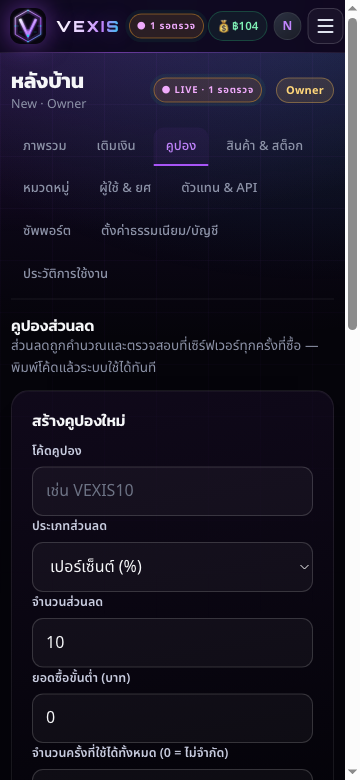 VEXIS
1 รอตรวจ
💰 ฿104
N
หลังบ้าน
New · Owner
LIVE · 1 รอตรวจ
Owner
ภาพรวม
เติมเงิน
คูปอง
สินค้า & สต็อก
หมวดหมู่
ผู้ใช้ & ยศ
ตัวแทน & API
ซัพพอร์ต
ตั้งค่าธรรมเนียม/บัญชี
ประวัติการใช้งาน
คูปองส่วนลด
ส่วนลดถูกคำนวณและตรวจสอบที่เซิร์ฟเวอร์ทุกครั้งที่ซื้อ —
พิมพ์โค้ดแล้วระบบใช้ได้ทันที
สร้างคูปองใหม่
โค้ดคูปอง
เช่น VEXIS10
ประเภทส่วนลด
เปอร์เซ็นต์ (%)
จำนวนส่วนลด
10
ยอดซื้อขั้นต่ำ (บาท)
0
จำนวนครั้งที่ใช้ได้ทั้งหมด (0 = ไม่จำกัด)